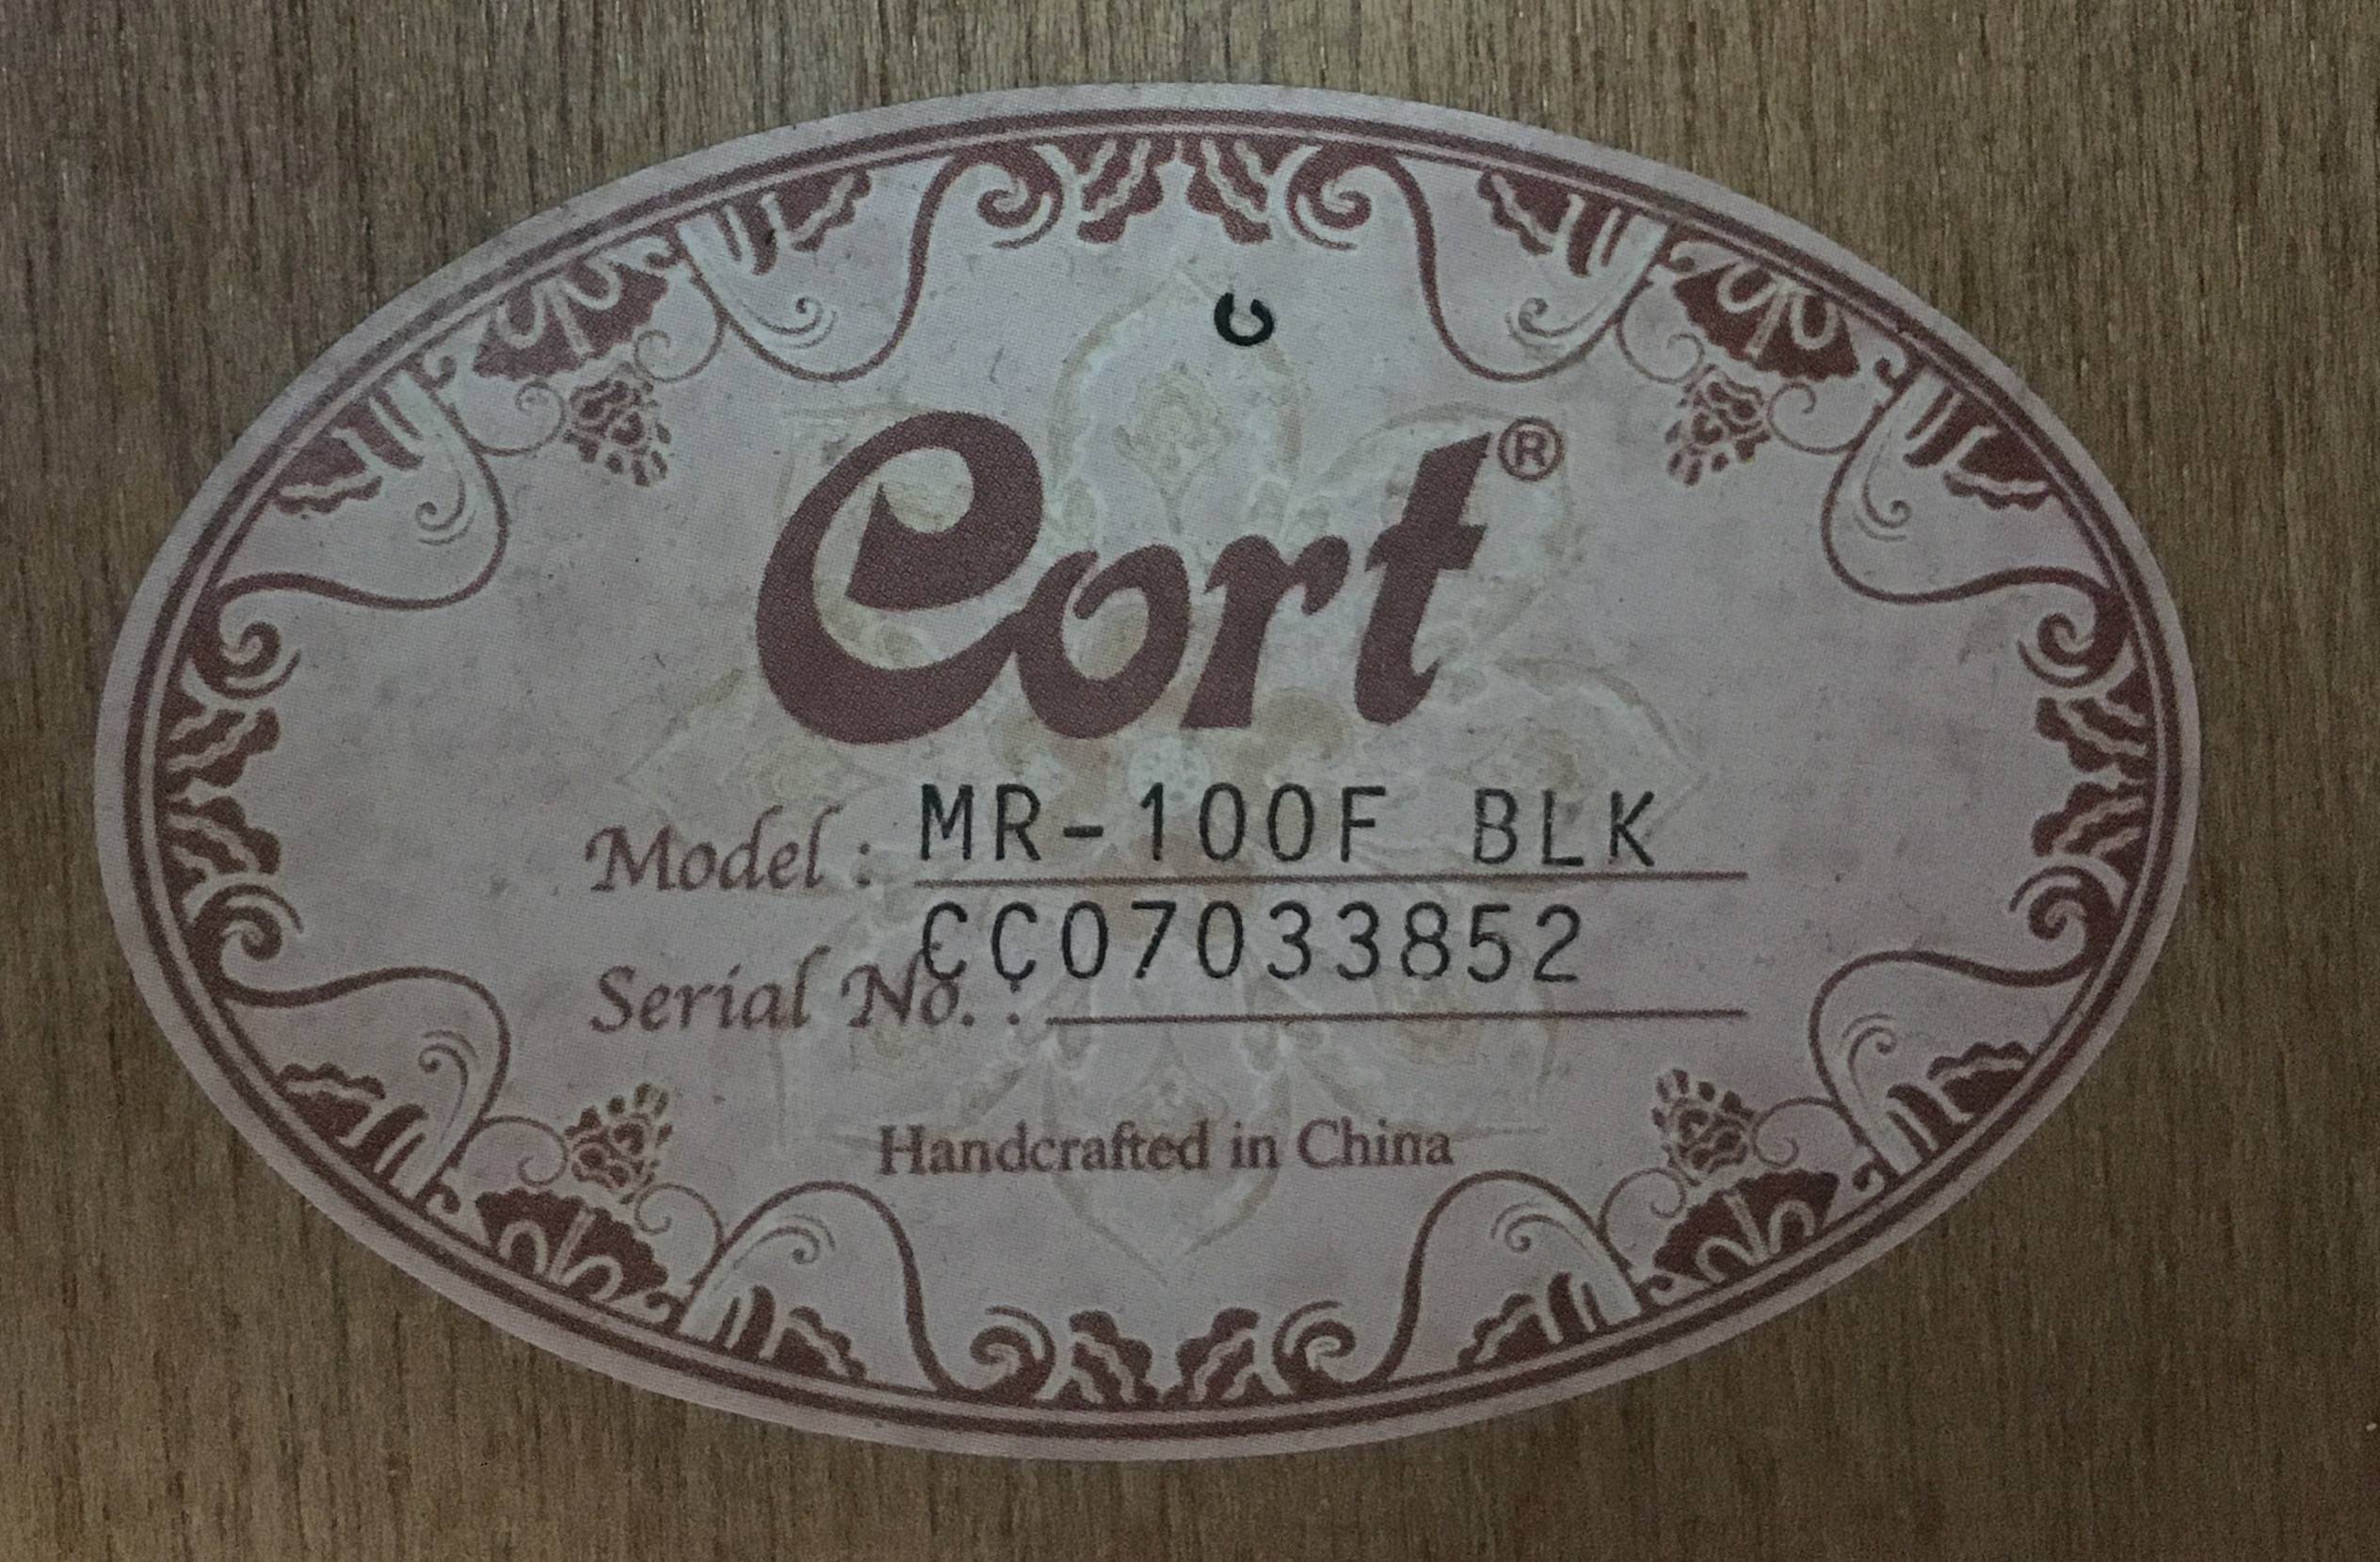 C
Cort®
Model : MR-100F BLK
Serial No. : CC07033852
Handcrafted in China